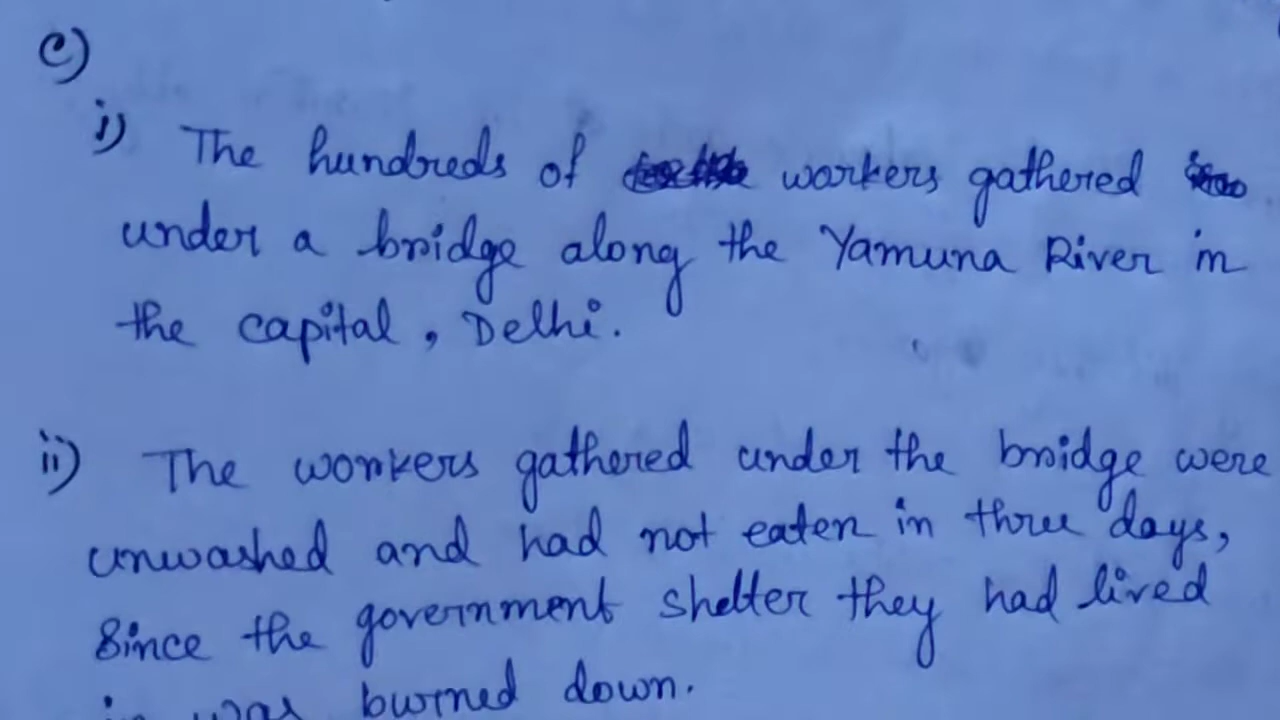 c)
i) The hundreds of workers gathered
under a bridge along the Yamuna River in
the capital, Delhi.
ii) The workers gathered under the bridge were
unwashed and had not eaten in three days,
Since the government shelter they had lived
in was burned down.